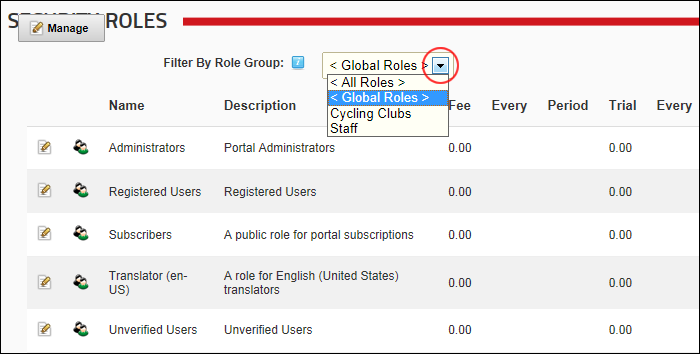 SECURITY ROLES
Manage
Filter By Role Group:
< Global Roles >
< All Roles >
< Global Roles >
Cycling Clubs
Staff
Name Description Fee Every Period Trial Every
Administrators Portal Administrators 0.00 0.00
Registered Users Registered Users 0.00 0.00
Subscribers A public role for portal subscriptions 0.00 0.00
Translator (en-
US)
A role for English (United States)
translators
0.00 0.00
Unverified Users Unverified Users 0.00 0.00